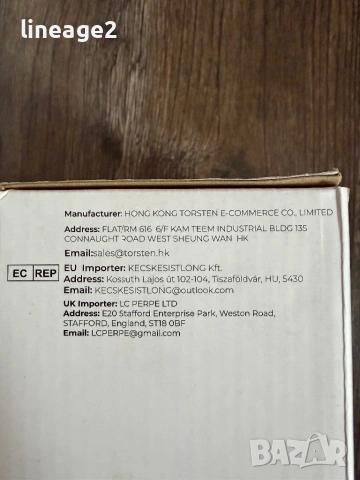 lineage2
Manufacturer: HONG KONG TORSTEN E-COMMERCE CO., LIMITED
Address: FLAT/RM 616 6/F KAM TEEM INDUSTRIAL BLDG 135
CONNAUGHT ROAD WEST SHEUNG WAN HK
Email:sales@torsten.hk
EC REP
EU Importer: KECSKESISTLONG Kft.
Address: Kossuth Lajos út 102-104, Tiszaföldvár, HU, 5430
Email: KECSKESISTLONG@outlook.com
UK Importer: LC PERPE LTD
Address: E20 Stafford Enterprise Park, Weston Road,
STAFFORD, England, ST18 0BF
Email: LCPERPE@gmail.com
BAZAR